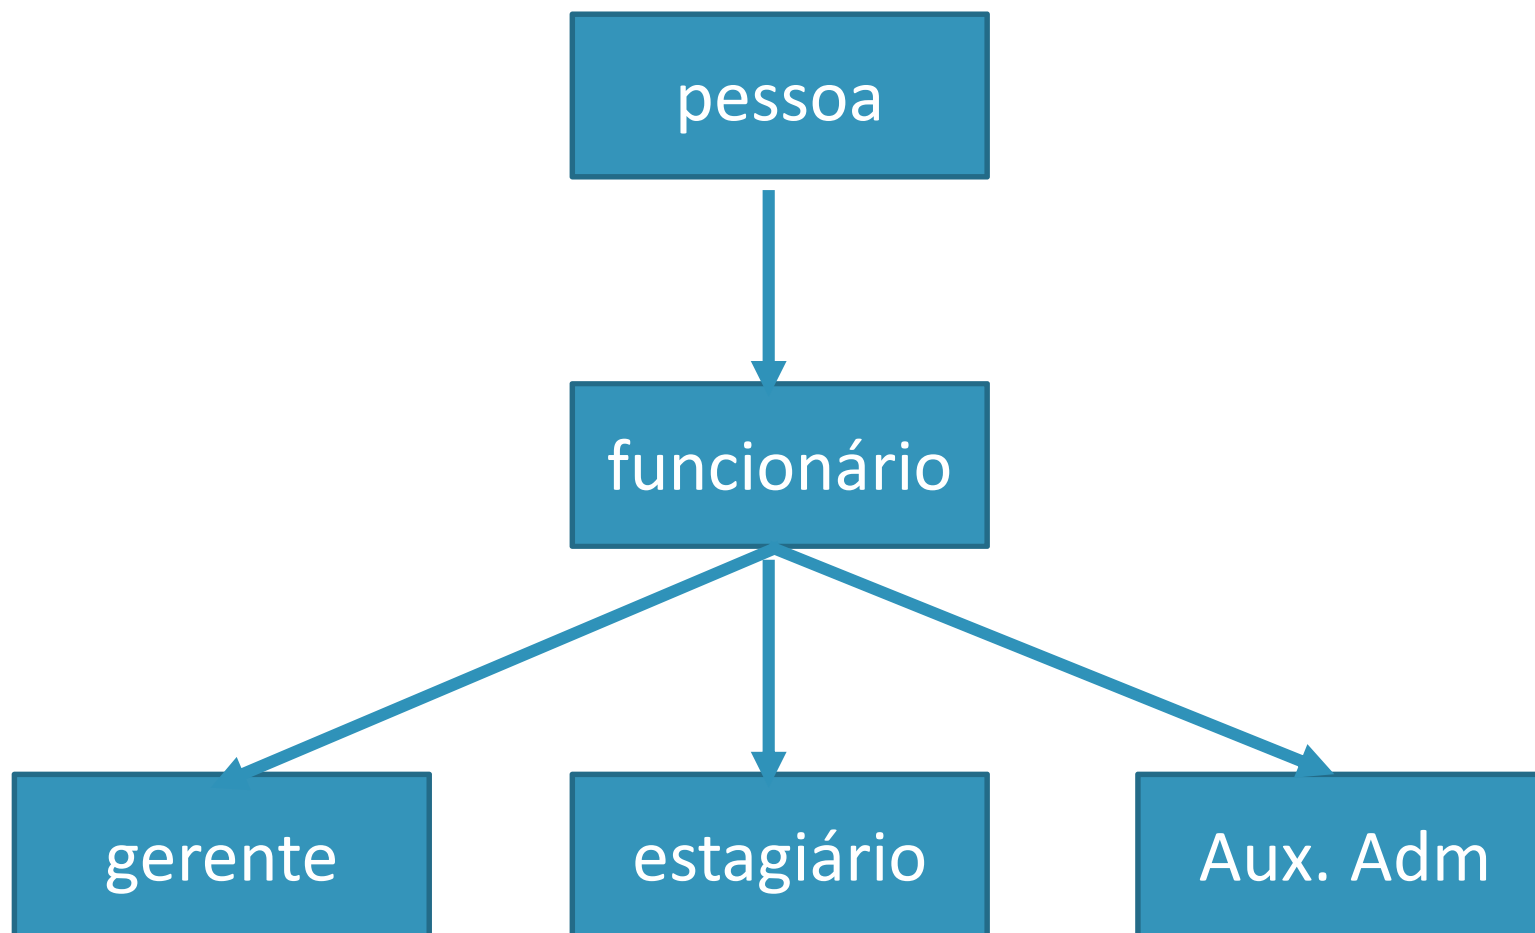 pessoa
funcionário
gerente
estagiário
Aux. Adm